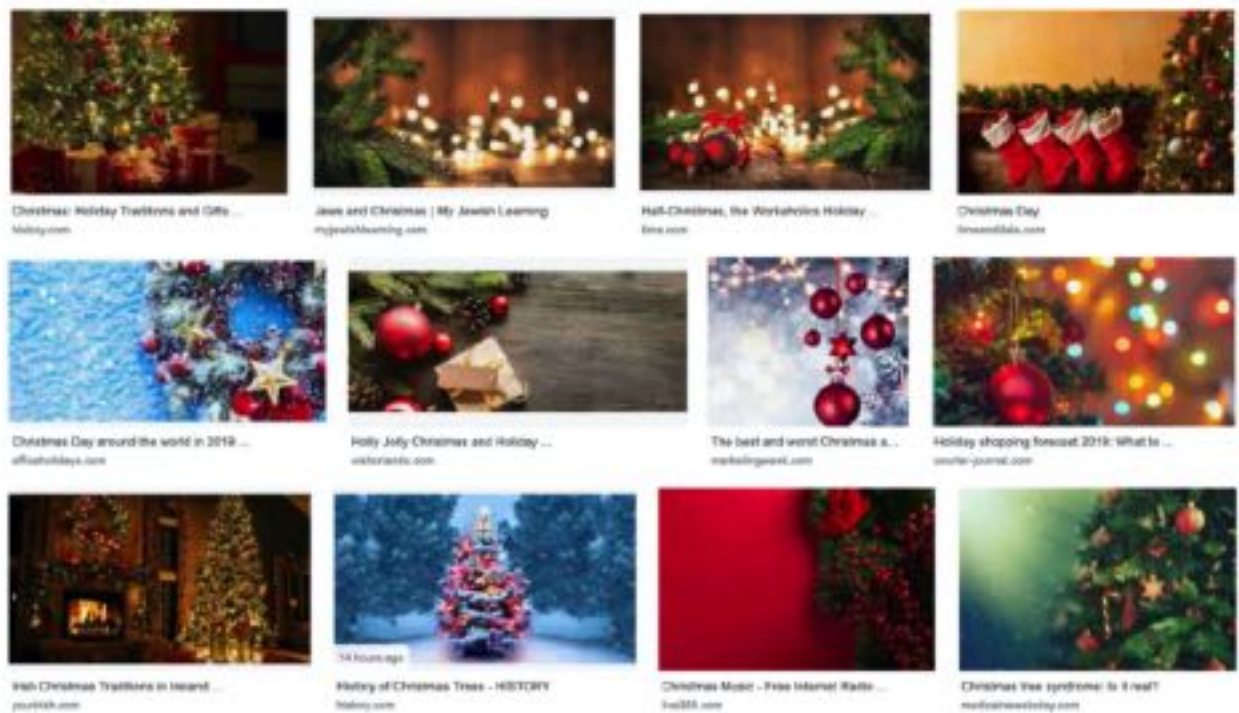 Christmas: Holiday Traditions and Gifts ...
history.com
Jews and Christmas | My Jewish Learning
myjewishlearning.com
Half-Christmas, the Workaholics Holiday ...
time.com
Christmas Day
timeanddate.com
Christmas Day around the world in 2019 ...
officeholidays.com
Holly Jolly Christmas and Holiday ...
The best and worst Christmas a...
marketingweek.com
Holiday shopping forecast 2019: What to ...
courier-journal.com
14 hours ago
Irish Christmas Traditions in Ireland ...
yourirish.com
History of Christmas Trees - HISTORY
history.com
Christmas Music - Free Internet Radio ...
live365.com
Christmas tree syndrome: Is it real?
medicalnewstoday.com